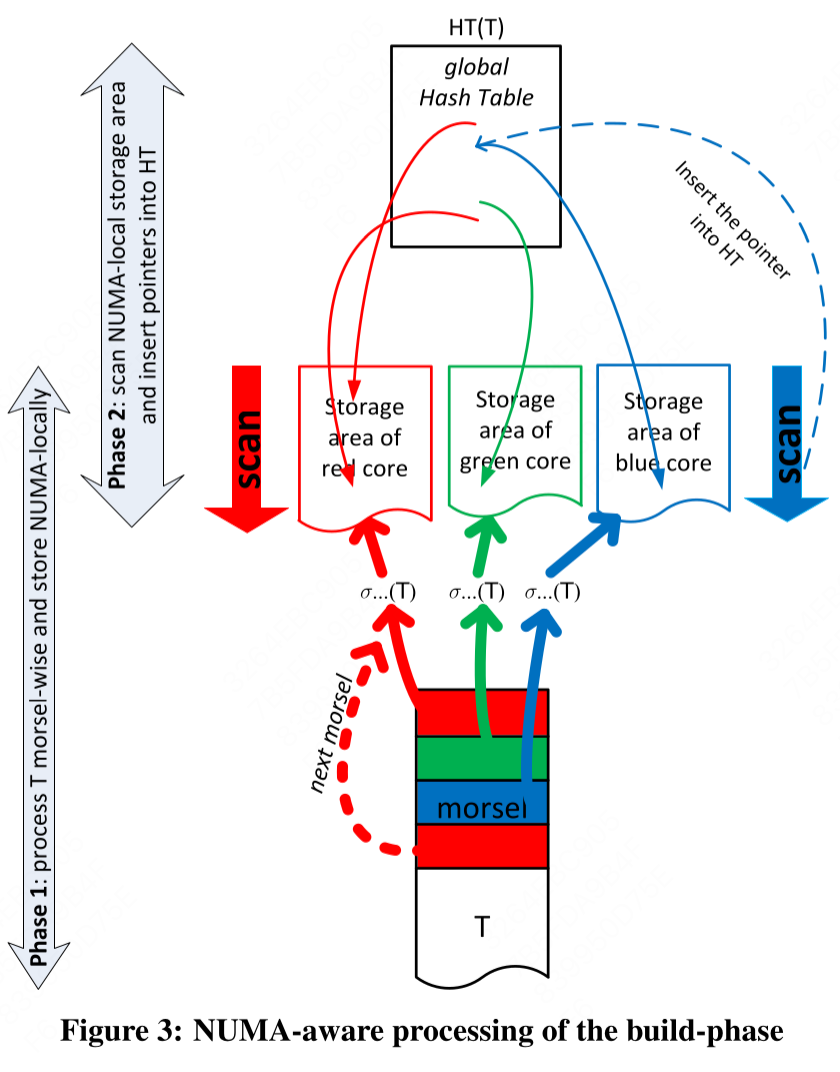 HT(T)
global
Hash Table
Insert the pointer
into HT
Phase 2: scan NUMA-local storage area
and insert pointers into HT
Phase 1: process T morsel-wise and store NUMA-locally
scan
Storage
area of
red core
Storage
area of
green core
Storage
area of
blue core
scan
σ...(T)
σ...(T)
σ...(T)
next morsel
morsel
T
Figure 3: NUMA-aware processing of the build-phase